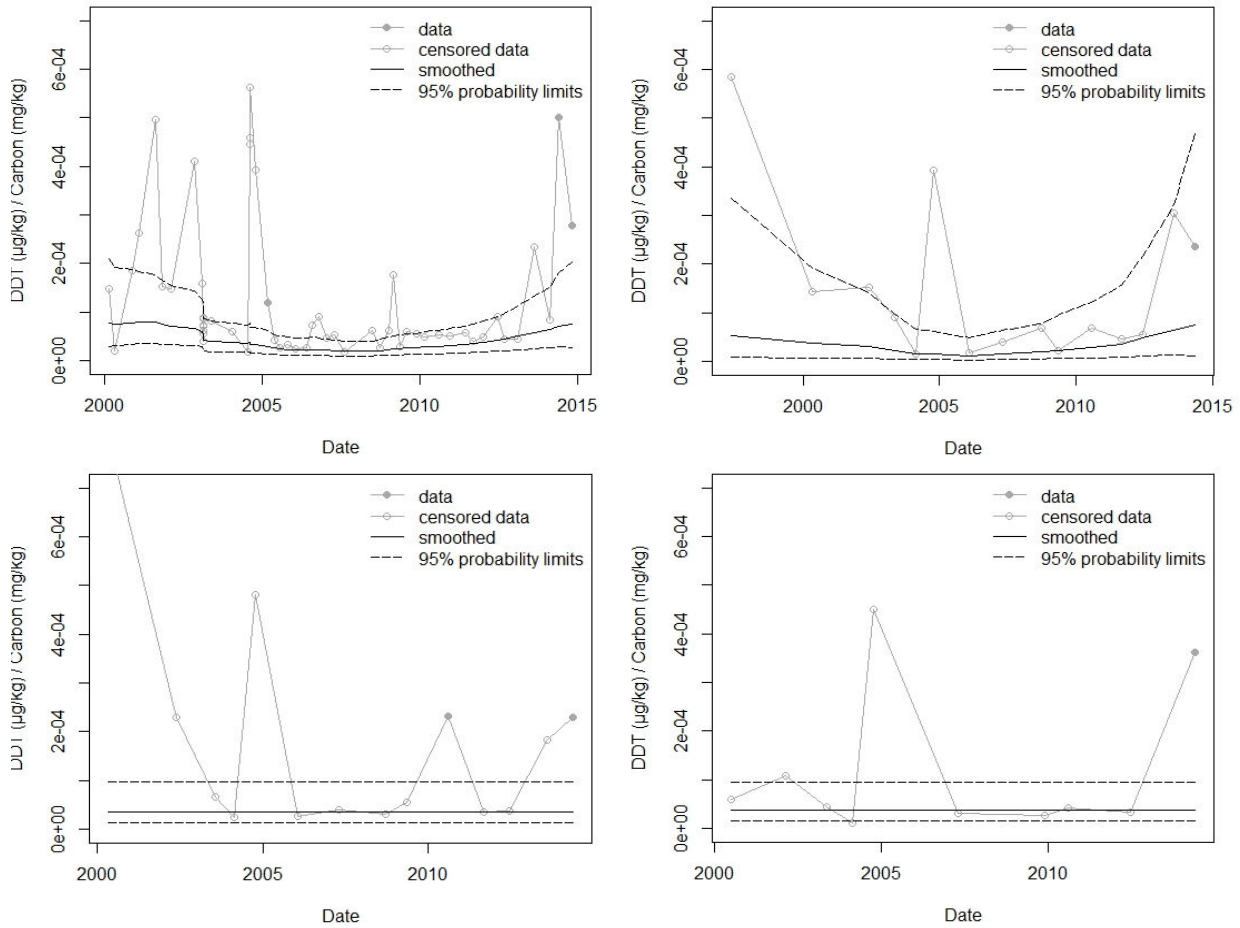 DDT (µg/kg) / Carbon (mg/kg)
0e+00 2e-04 4e-04 6e-04
data
censored data
smoothed
95% probability limits
2000 2005 2010 2015
Date
DDT (µg/kg) / Carbon (mg/kg)
0e+00 2e-04 4e-04 6e-04
data
censored data
smoothed
95% probability limits
2000 2005 2010 2015
Date
DDT (µg/kg) / Carbon (mg/kg)
0e+00 2e-04 4e-04 6e-04
data
censored data
smoothed
95% probability limits
2000 2005 2010
Date
DDT (µg/kg) / Carbon (mg/kg)
0e+00 2e-04 4e-04 6e-04
data
censored data
smoothed
95% probability limits
2000 2005 2010
Date